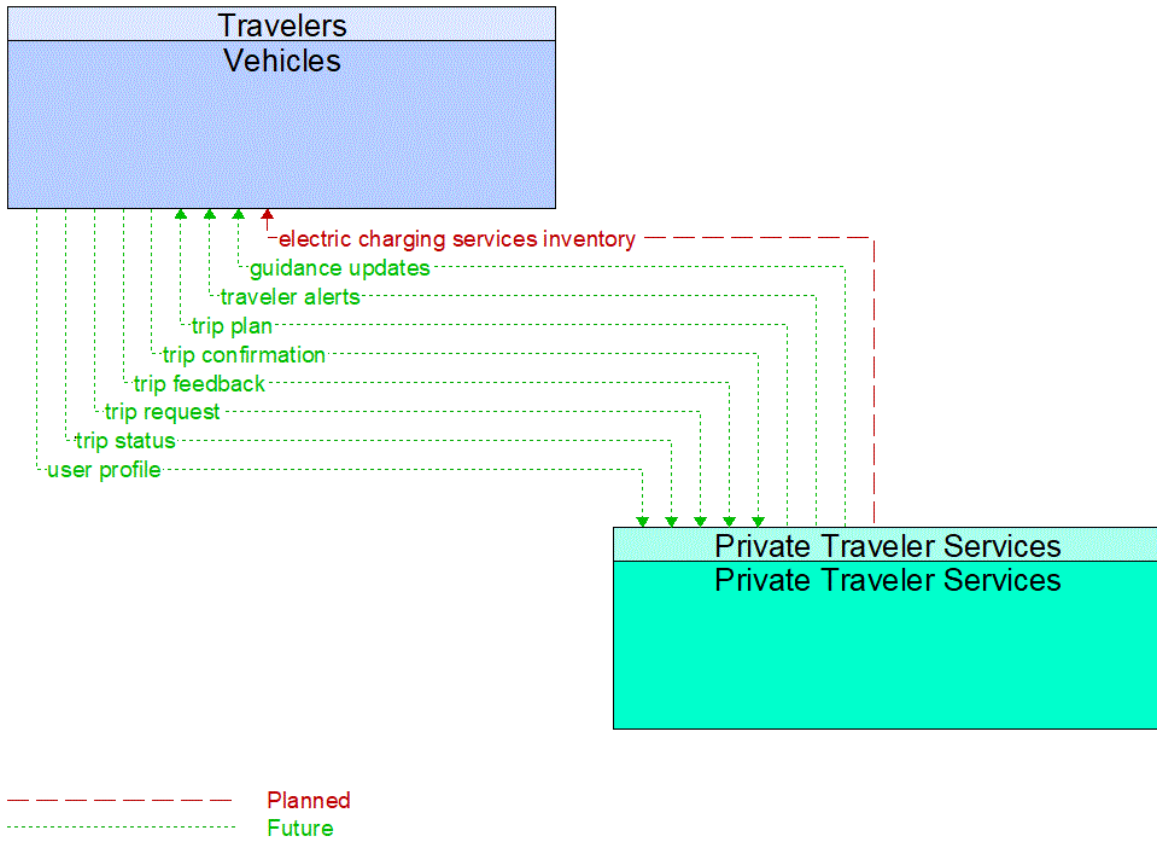 Travelers
Vehicles
electric charging services inventory
guidance updates
traveler alerts
trip plan
trip confirmation
trip feedback
trip request
trip status
user profile
Private Traveler Services
Private Traveler Services
Planned
Future